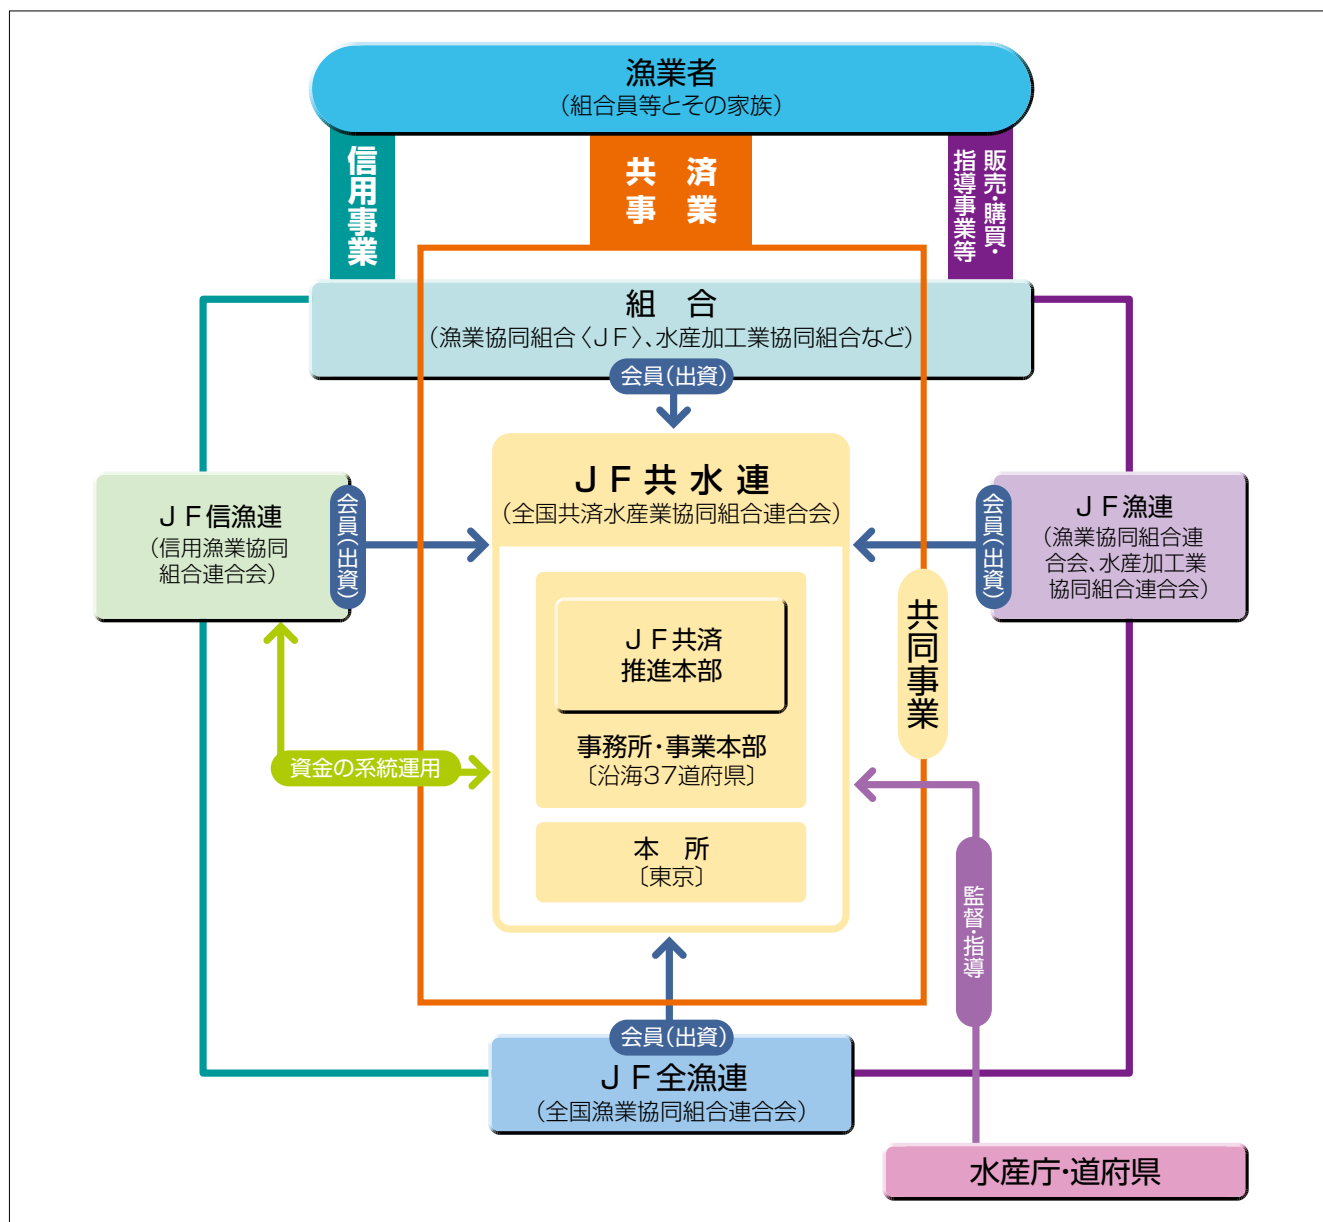 漁業者
（組合員等とその家族）
信用事業
共　済
事　業
販売・購買・
指導事業等
組　合
（漁業協同組合〈ＪＦ〉、水産加工業協同組合など）
会員（出資）
ＪＦ共水連
（全国共済水産業協同組合連合会）
ＪＦ信漁連
（信用漁業協同
組合連合会）
会員（出資）
会員（出資）
ＪＦ漁連
（漁業協同組合連
合会、水産加工業
協同組合連合会）
ＪＦ共済
推進本部
共同事業
事務所・事業本部
〔沿海37道府県〕
資金の系統運用
本　所
〔東京〕
監督・指導
会員（出資）
ＪＦ全漁連
（全国漁業協同組合連合会）
水産庁・道府県